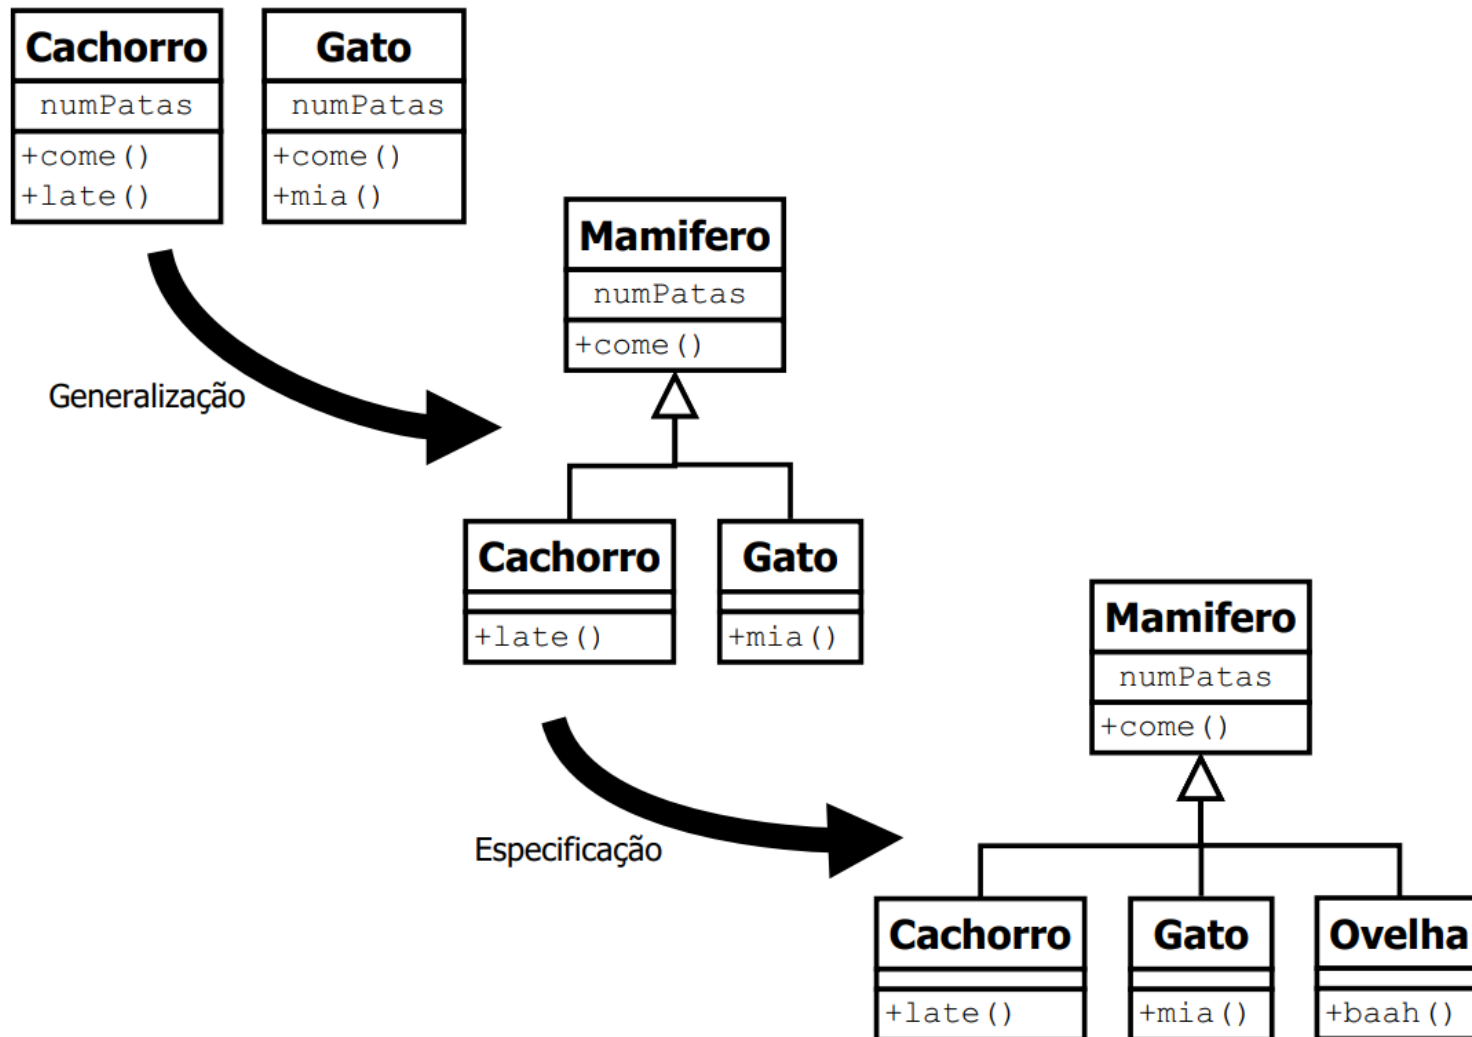 Cachorro
numPatas
+come()
+late()
Gato
numPatas
+come()
+mia()
Generalização
Mamifero
numPatas
+come()
Cachorro
+late()
Gato
+mia()
Especificação
Mamifero
numPatas
+come()
Cachorro
+late()
Gato
+mia()
Ovelha
+baah()